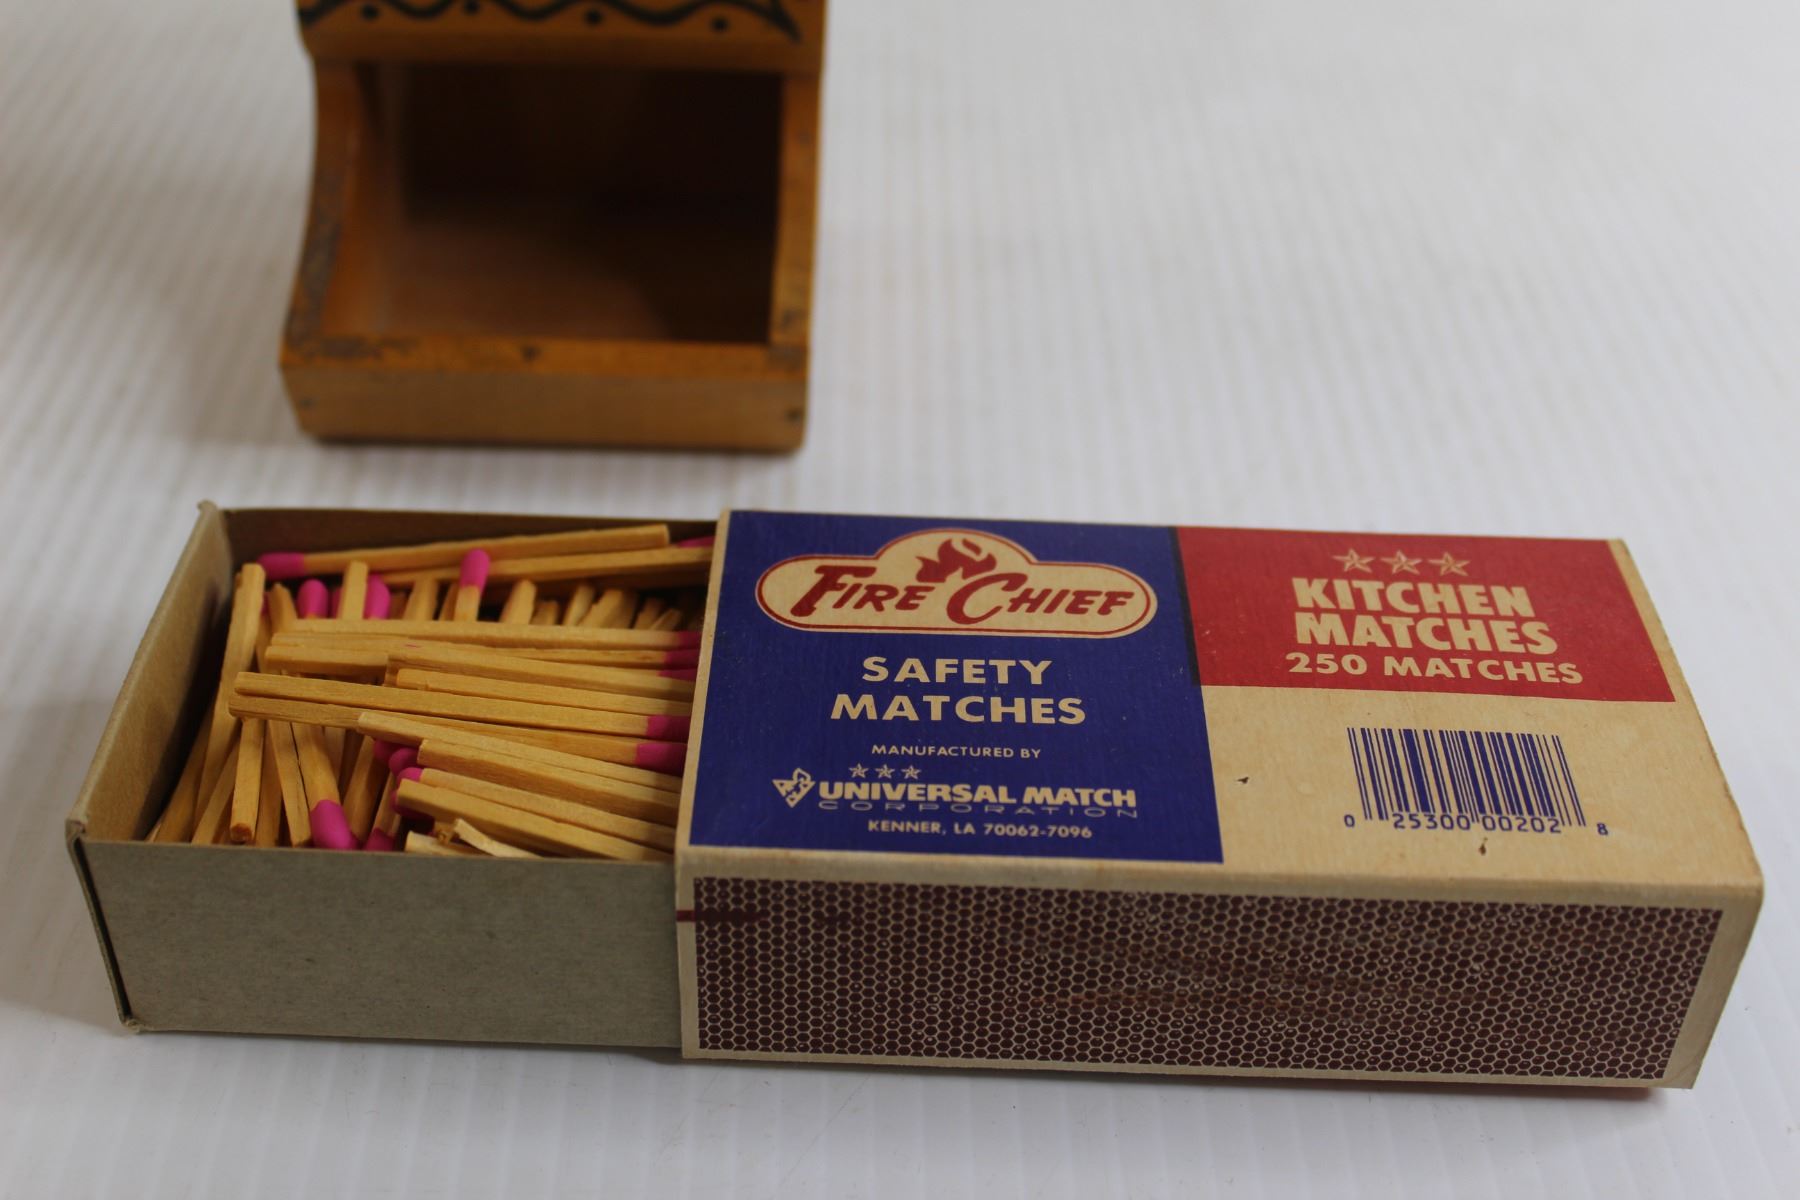 FIRE CHIEF
SAFETY
MATCHES
MANUFACTURED BY
UNIVERSAL MATCH
CORPORATION
KENNER, LA 70062-7096
KITCHEN
MATCHES
250 MATCHES
0 25300 00202 8